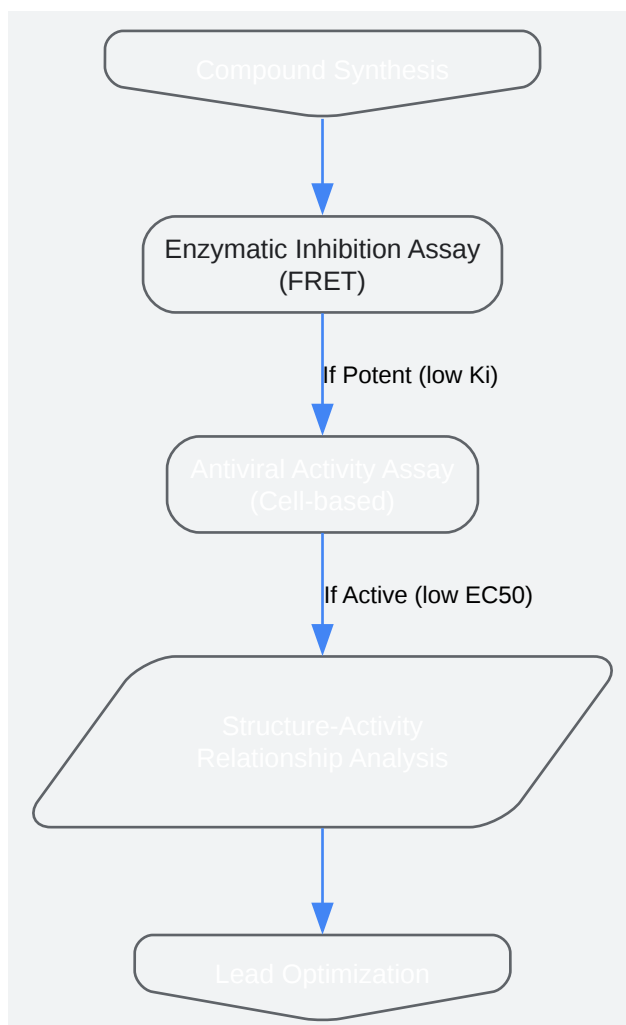 Compound Synthesis
Enzymatic Inhibition Assay
(FRET)
If Potent (low Ki)
Antiviral Activity Assay
(Cell-based)
If Active (low EC50)
Structure-Activity
Relationship Analysis
Lead Optimization